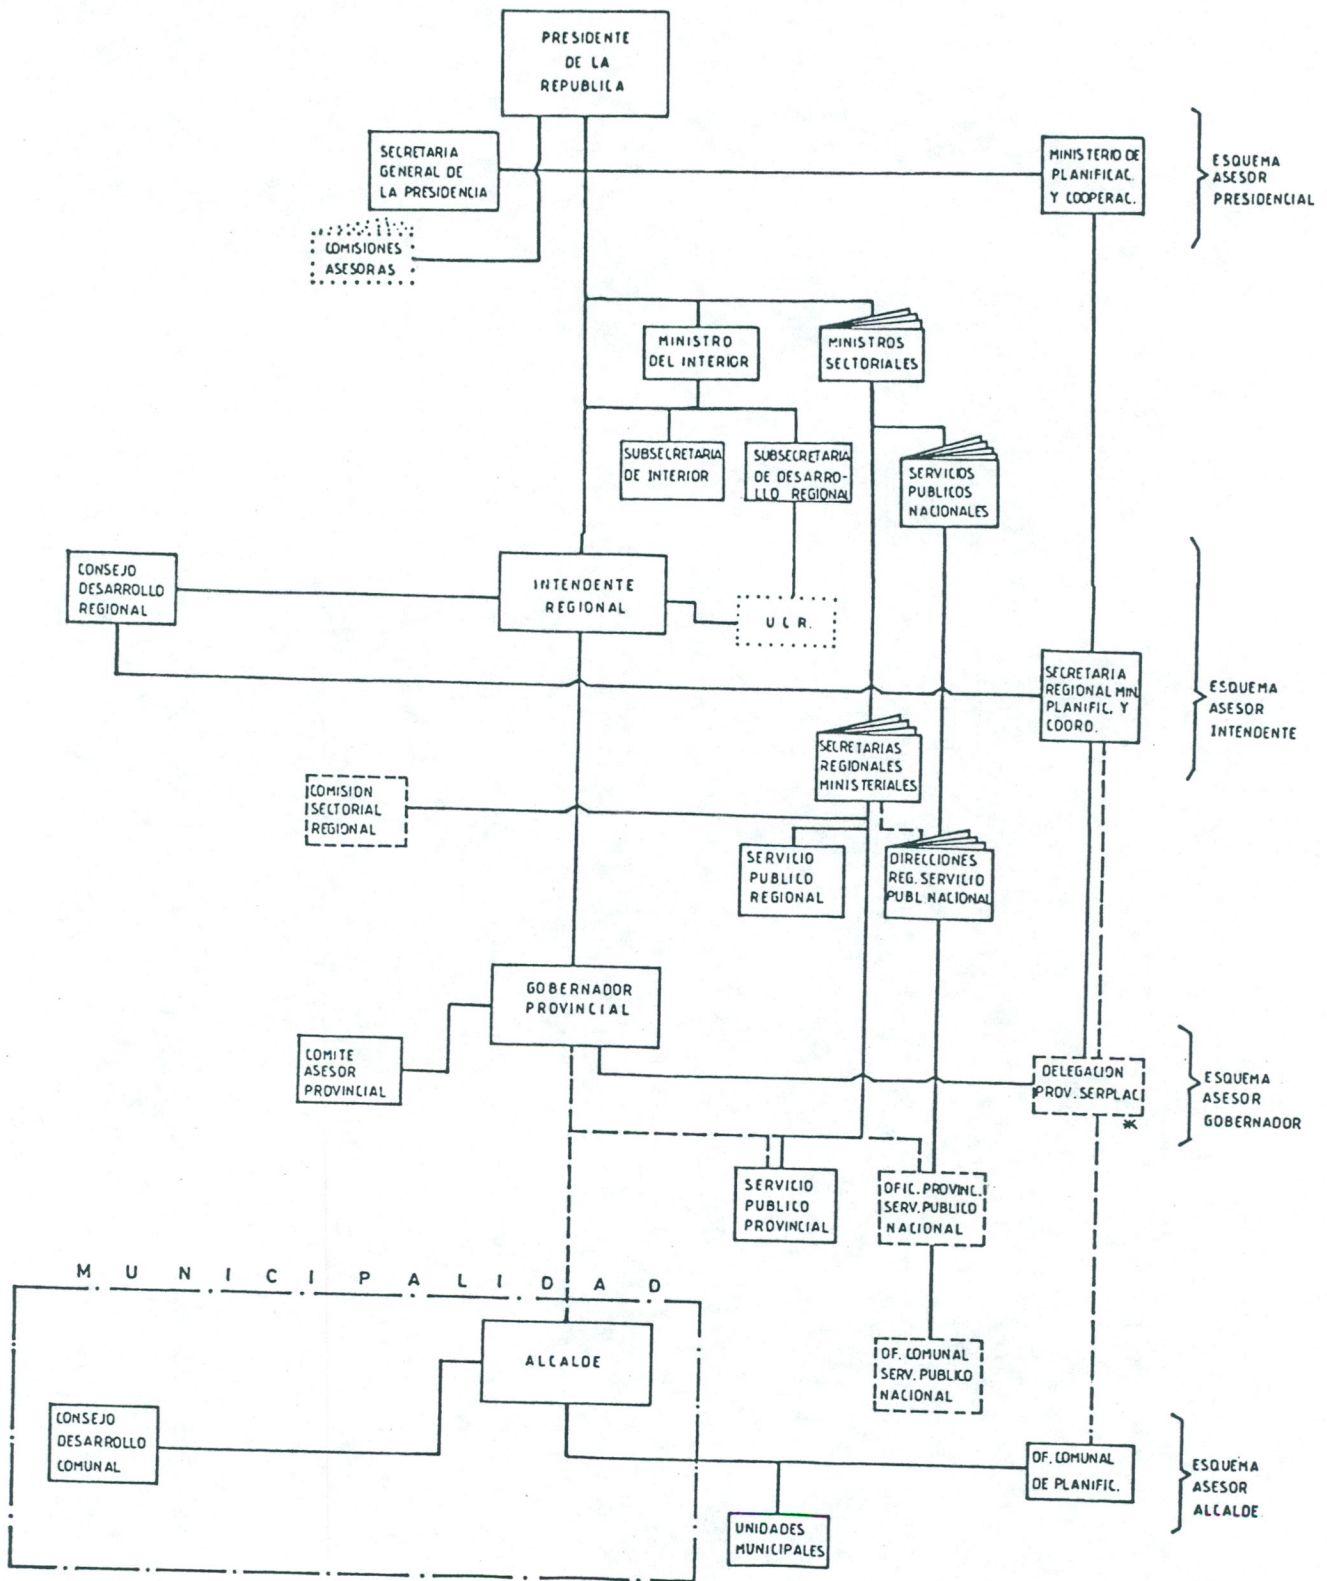 PRESIDENTE
DE LA
REPUBLICA
SECRETARIA
GENERAL DE
LA PRESIDENCIA
MINISTERIO DE
PLANIFICAC.
Y COOPERAC.
ESQUEMA
ASESOR
PRESIDENCIAL
COMISIONES
ASESORAS
MINISTRO
DEL INTERIOR
MINISTROS
SECTORIALES
SUBSECRETARIA
DE INTERIOR
SUBSECRETARIA
DE DESARRO-
LLO REGIONAL
SERVICIOS
PUBLICOS
NACIONALES
CONSEJO
DESARROLLO
REGIONAL
INTENDENTE
REGIONAL
U.C.R.
SECRETARIA
REGIONAL MIN.
PLANIFIC. Y
COORD.
ESQUEMA
ASESOR
INTENDENTE
SECRETARIAS
REGIONALES
MINISTERIALES
COMISION
SECTORIAL
REGIONAL
SERVICIO
PUBLICO
REGIONAL
DIRECCIONES
REG. SERVICIO
PUBL. NACIONAL
GOBERNADOR
PROVINCIAL
COMITE
ASESOR
PROVINCIAL
DELEGACION
PROV. SERPLAC
*
ESQUEMA
ASESOR
GOBERNADOR
SERVICIO
PUBLICO
PROVINCIAL
OFIC. PROVINC.
SERV. PUBLICO
NACIONAL
MUNICIPALIDAD
ALCALDE
OF. COMUNAL
SERV. PUBLICO
NACIONAL
CONSEJO
DESARROLLO
COMUNAL
OF. COMUNAL
DE PLANIFIC.
ESQUEMA
ASESOR
ALCALDE.
UNIDADES
MUNICIPALES